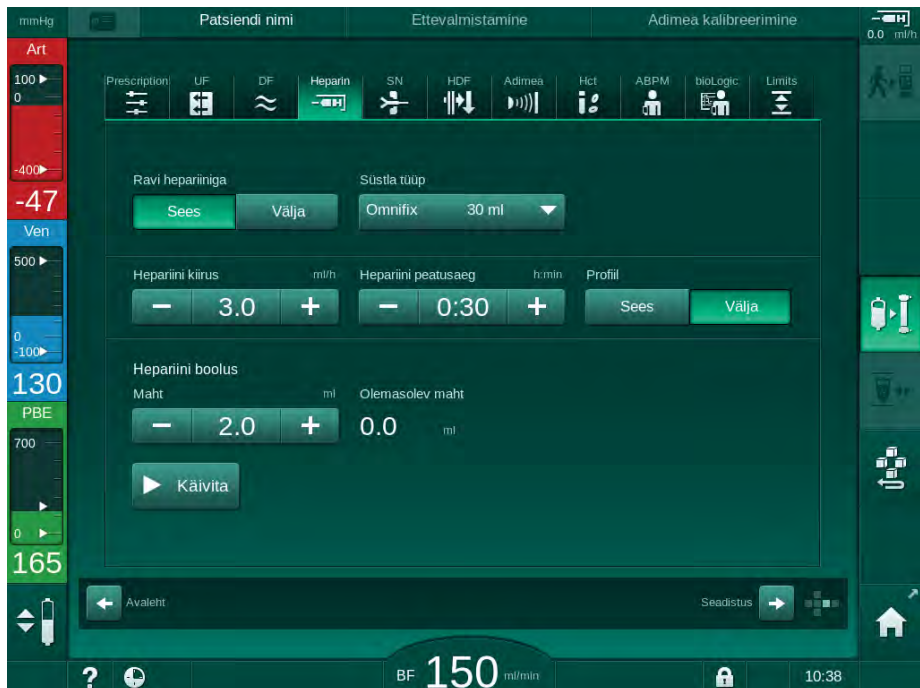 mmHg
Patsiendi nimi
Ettevalmistamine
Adimea kalibreerimine
0.0 ml/h
Art
100
0
-400
-47
Ven
500
0
-100
130
PBE
700
0
165
Prescription UF DF Heparin SN HDF Adimea Hct ABPM bioLogic Limits
Ravi hepariiniga
Sees Välja
Süstla tüüp
Omnifix 30 ml
Hepariini kiirus ml/h
− 3.0 +
Hepariini peatusaeg h:min
− 0:30 +
Profiil
Sees Välja
Hepariini boolus
Maht ml
− 2.0 +
Olemasolev maht
0.0 ml
Käivita
Avaleht
Seadistus
? BF 150 ml/min 10:38